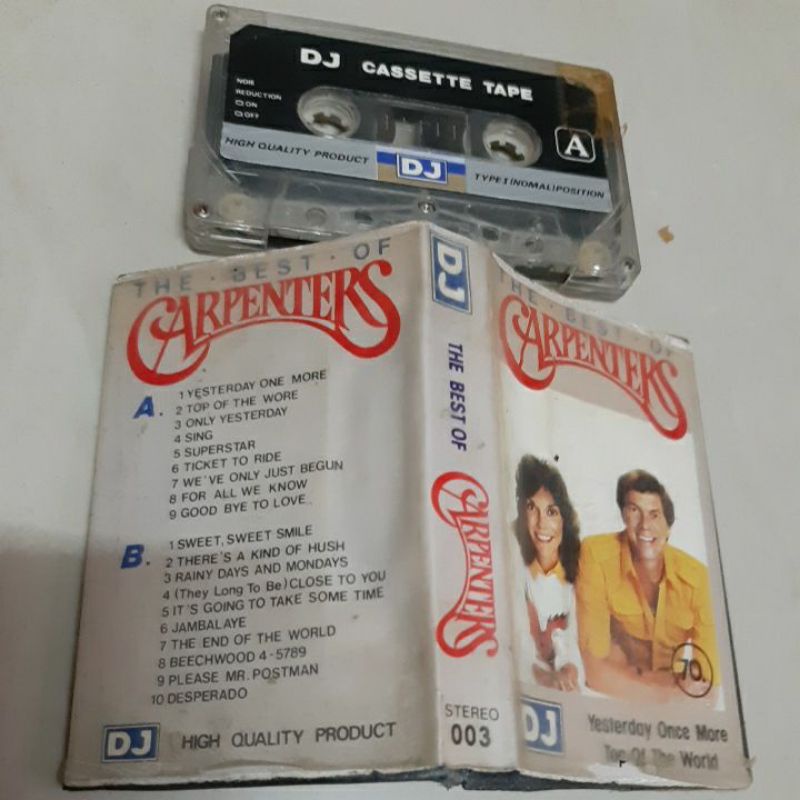 DJ CASSETTE TAPE
NOIE
REDUCTION
ON
OFF
A
HIGH QUALITY PRODUCT
DJ
TYPE I INOMALIPOSITION
THE · BEST · OF
CARPENTERS
A.
1 YESTERDAY ONE MORE
2 TOP OF THE WORE
3 ONLY YESTERDAY
4 SING
5 SUPERSTAR
6 TICKET TO RIDE
7 WE'VE ONLY JUST BEGUN
8 FOR ALL WE KNOW
9 GOOD BYE TO LOVE
B.
1 SWEET, SWEET SMILE
2 THERE'S A KIND OF HUSH
3 RAINY DAYS AND MONDAYS
4 (They Long To Be) CLOSE TO YOU
5 IT'S GOING TO TAKE SOME TIME
6 JAMBALAYE
7 THE END OF THE WORLD
8 BEECHWOOD 4-5789
9 PLEASE MR. POSTMAN
10 DESPERADO
DJ HIGH QUALITY PRODUCT
DJ
THE BEST OF
CARPENTERS
STEREO
003
THE · BEST · OF
CARPENTERS
70.
DJ
Yesterday Once More
Top Of The World